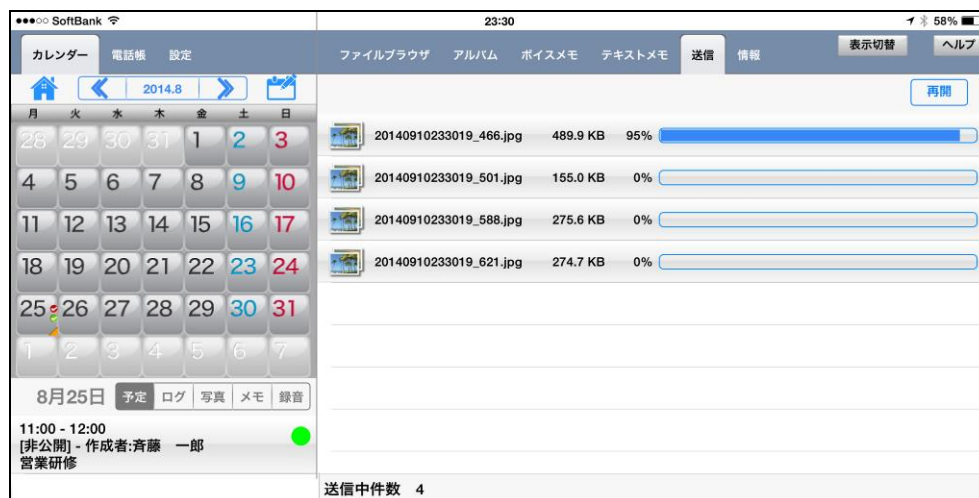 SoftBank 23:30 58%
カレンダー 電話帳 設定 ファイルブラウザ アルバム ボイスメモ テキストメモ 送信 情報 表示切替 ヘルプ
2014.8 再開
月 火 水 木 金 土 日
28 29 30 31 1 2 3
20140910233019_466.jpg 489.9 KB 95%
4 5 6 7 8 9 10
20140910233019_501.jpg 155.0 KB 0%
11 12 13 14 15 16 17
20140910233019_588.jpg 275.6 KB 0%
18 19 20 21 22 23 24
20140910233019_621.jpg 274.7 KB 0%
25 26 27 28 29 30 31
1 2 3 4 5 6 7
8月25日 予定 ログ 写真 メモ 録音
11:00 - 12:00
[非公開] - 作成者:斉藤 一郎
営業研修
送信中件数 4